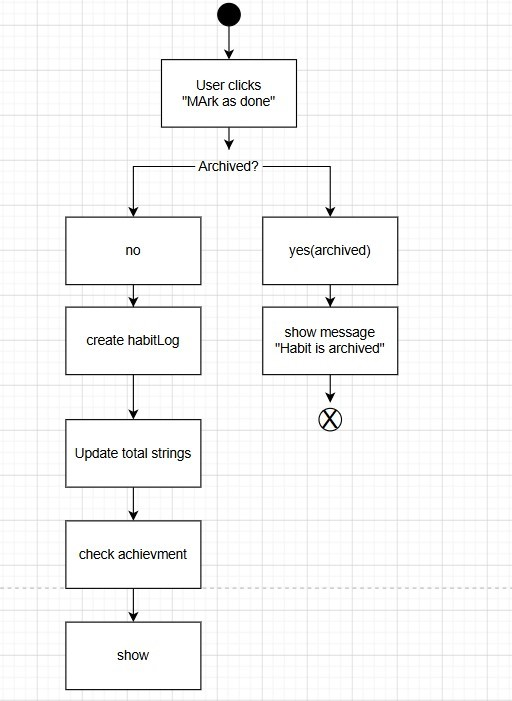 User clicks
"MArk as done"
Archived?
no
yes(archived)
create habitLog
show message
"Habit is archived"
Update total strings
check achievment
show